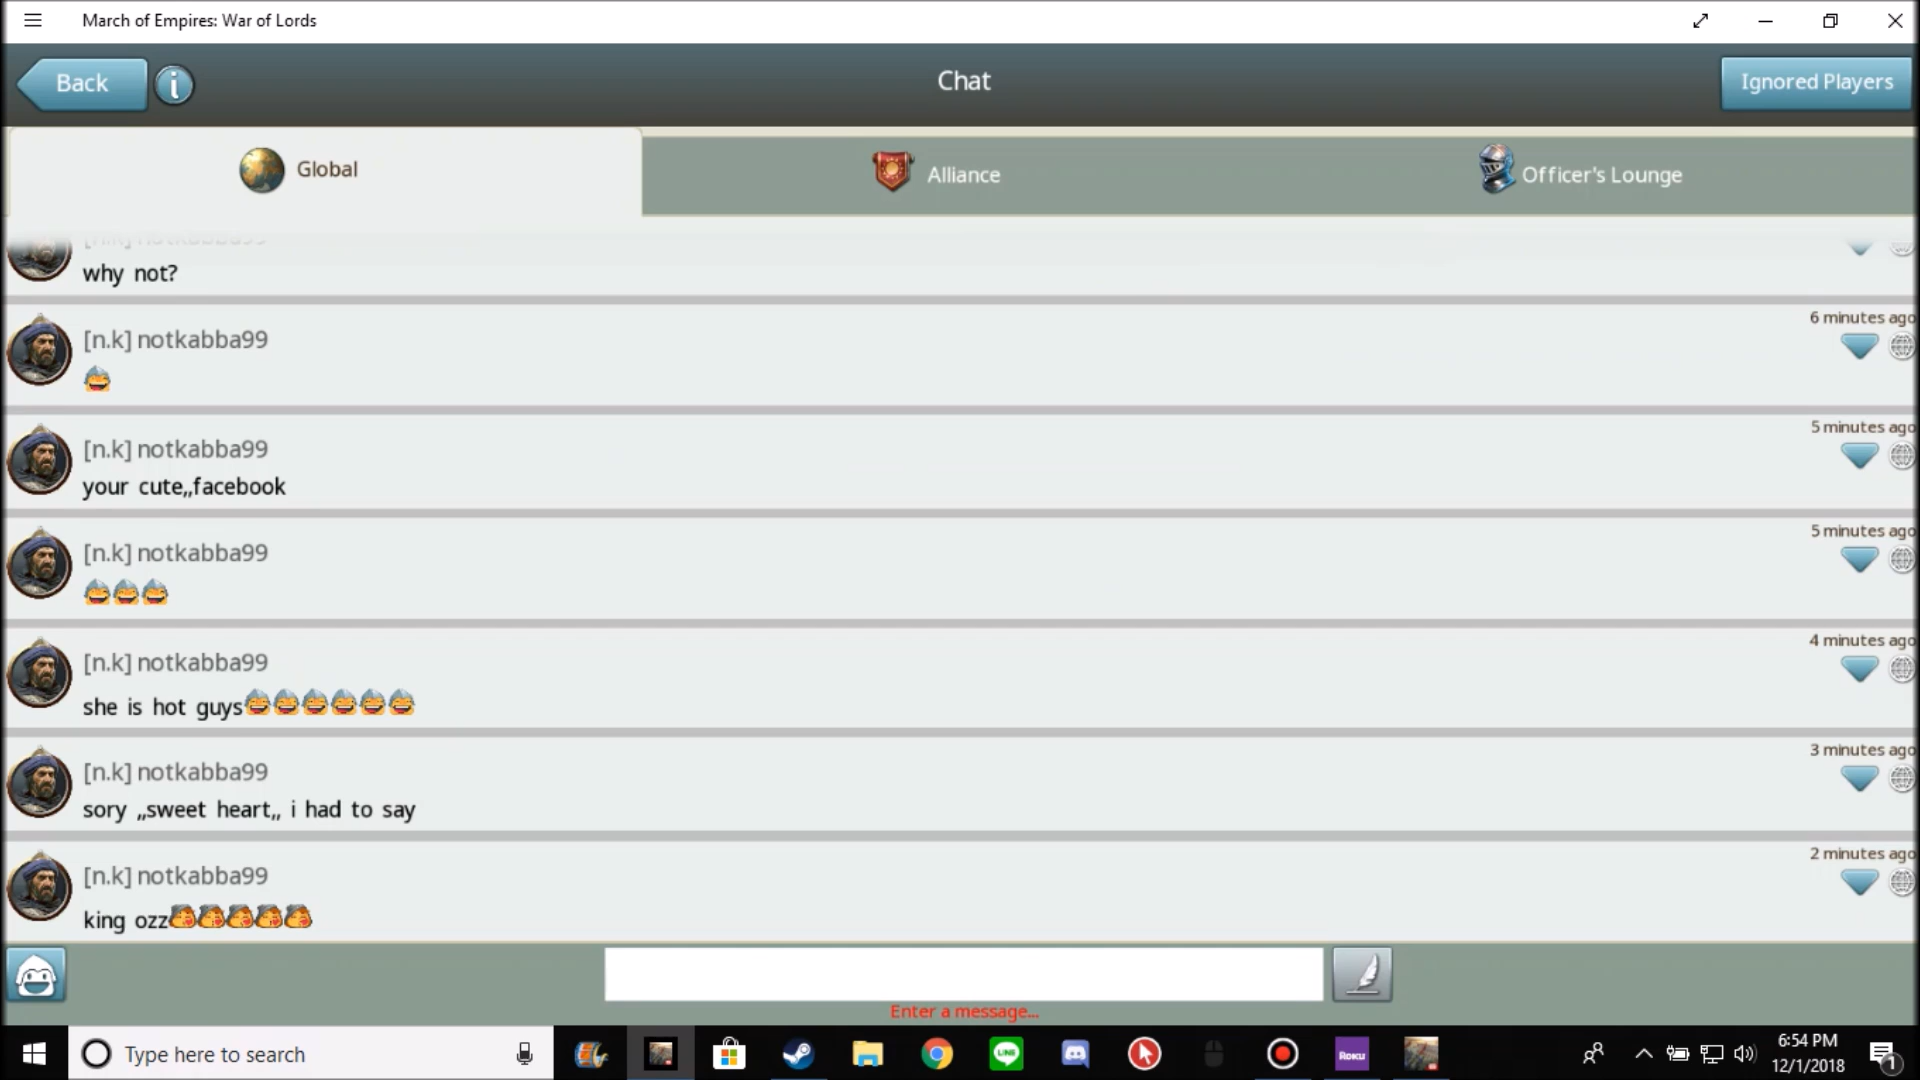 March of Empires: War of Lords
Back
Chat
Ignored Players
Global
Alliance
Officer's Lounge
why not?
6 minutes ago
[n.k] notkabba99
5 minutes ago
[n.k] notkabba99
your cute,,facebook
5 minutes ago
[n.k] notkabba99
4 minutes ago
[n.k] notkabba99
she is hot guys
3 minutes ago
[n.k] notkabba99
sory ,,sweet heart,, i had to say
2 minutes ago
[n.k] notkabba99
king ozz
Enter a message...
Type here to search
LINE
Roku
6:54 PM
12/1/2018
1